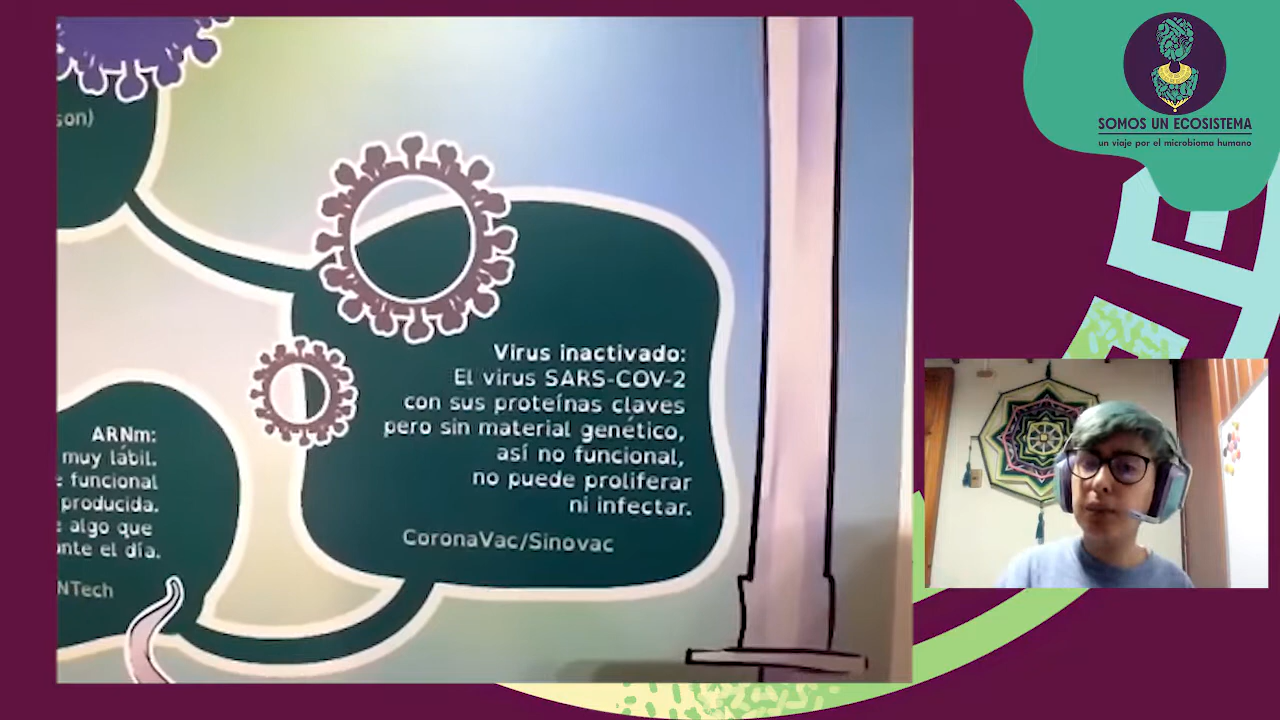 SOMOS UN ECOSISTEMA
un viaje por el microbioma humano
son)
Virus inactivado:
El virus SARS-COV-2
con sus proteínas claves
pero sin material genético,
así no funcional,
no puede proliferar
ni infectar.
CoronaVac/Sinovac
ARNm:
muy lábil.
e funcional
producida.
e algo que
ante el día.
NTech